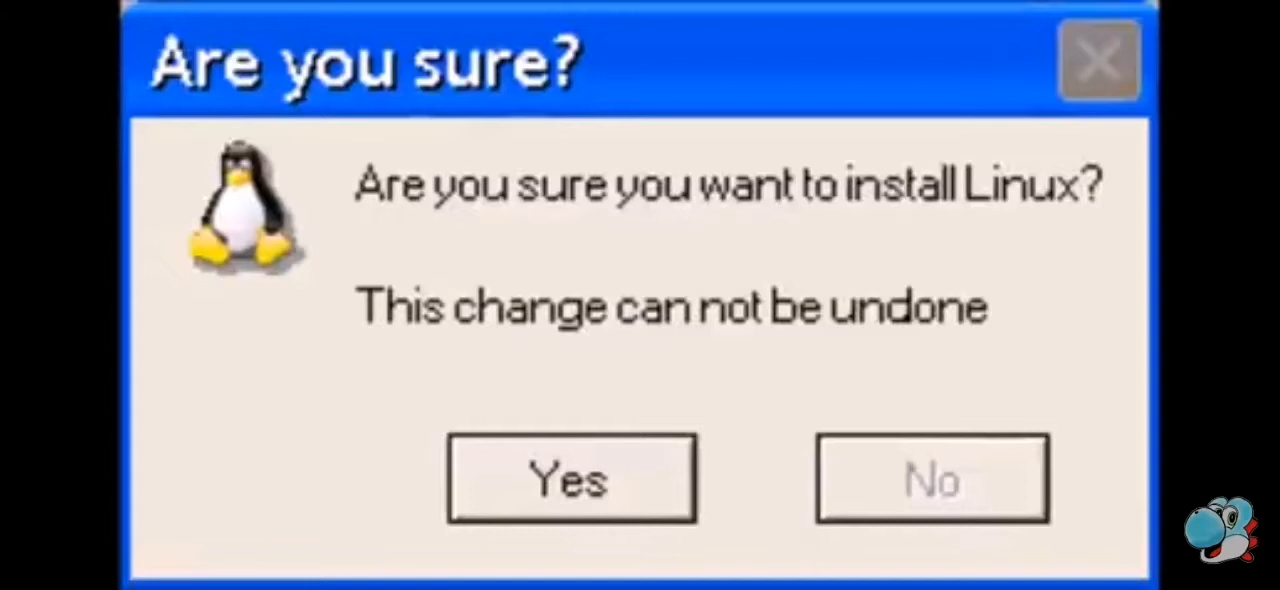 Are you sure?
Are you sure you want to install Linux?
This change can not be undone
Yes
No